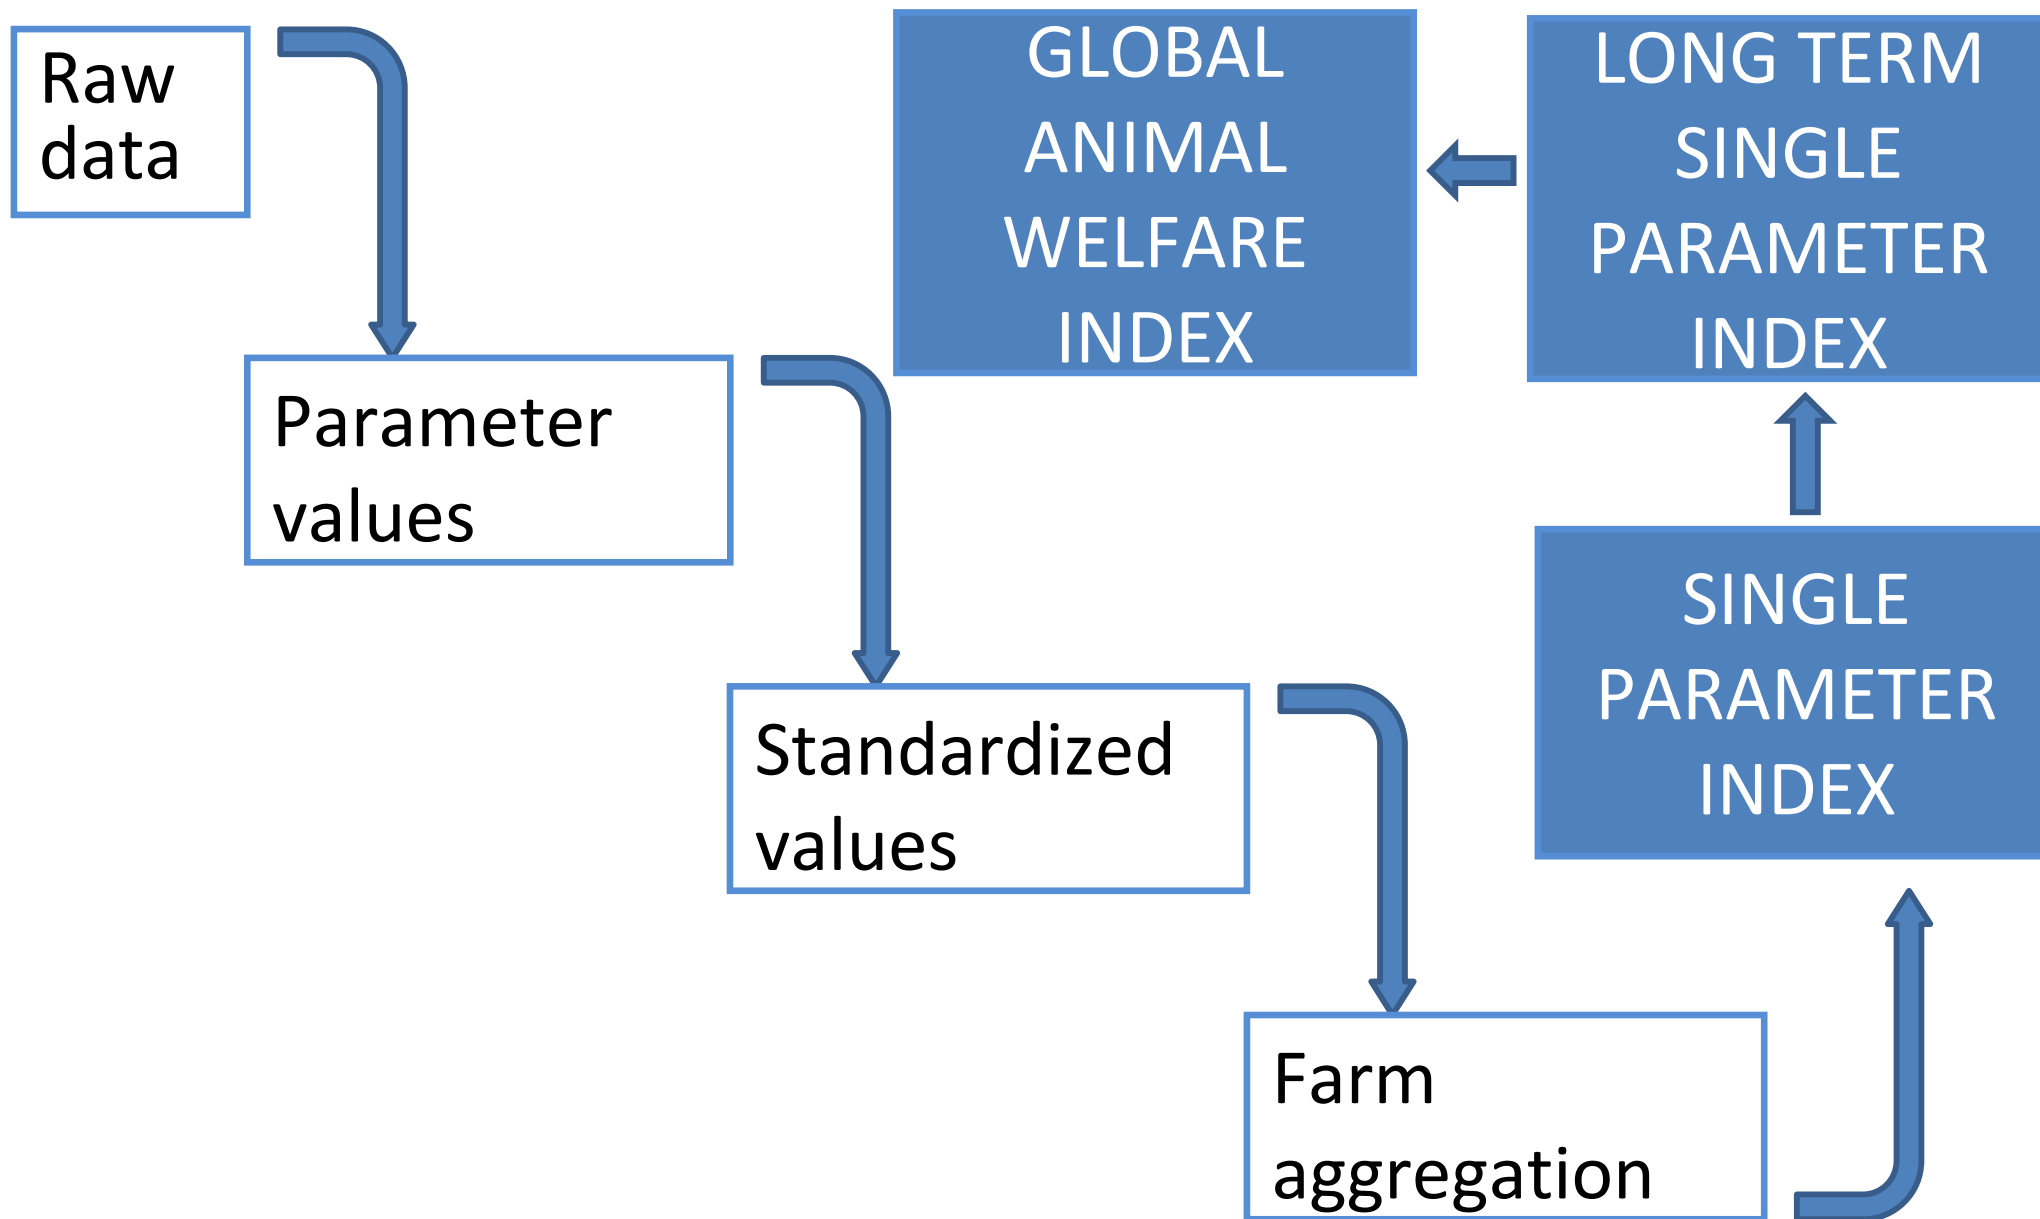 Raw
data
Parameter
values
Standardized
values
Farm
aggregation
SINGLE
PARAMETER
INDEX
LONG TERM
SINGLE
PARAMETER
INDEX
GLOBAL
ANIMAL
WELFARE
INDEX